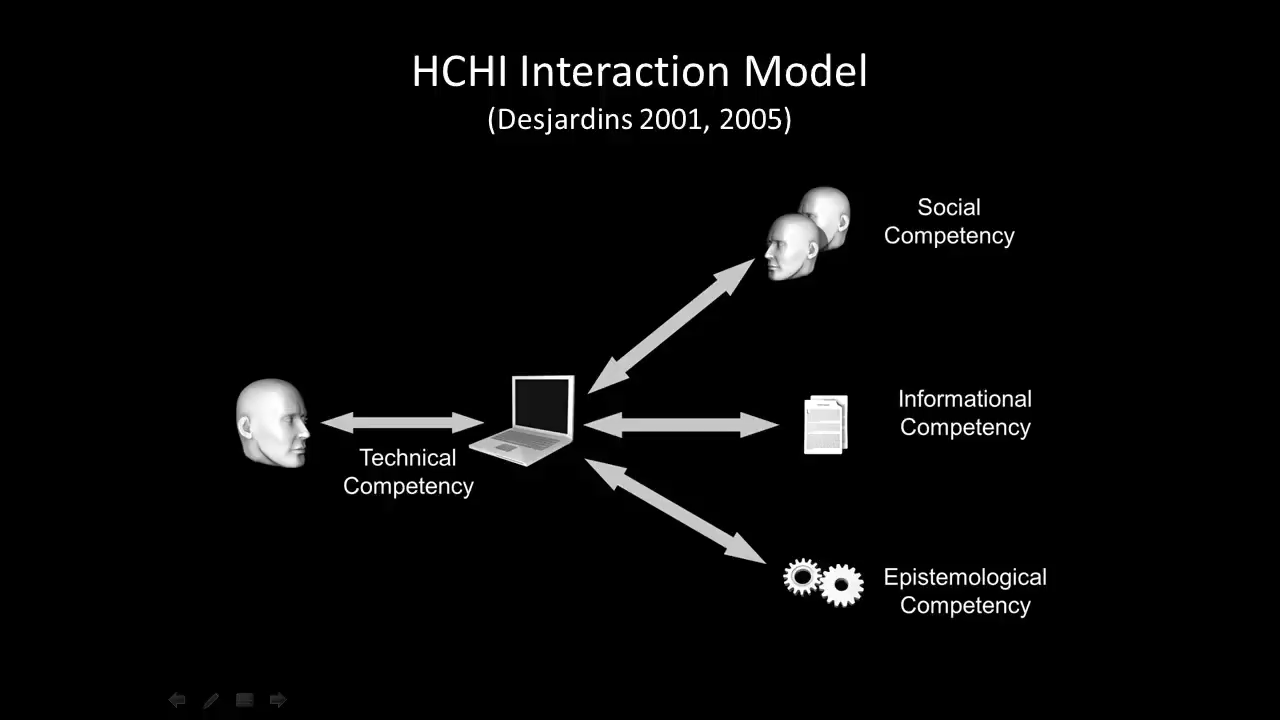 HCHI Interaction Model
(Desjardins 2001, 2005)
Social
Competency
Informational
Competency
Technical
Competency
Epistemological
Competency